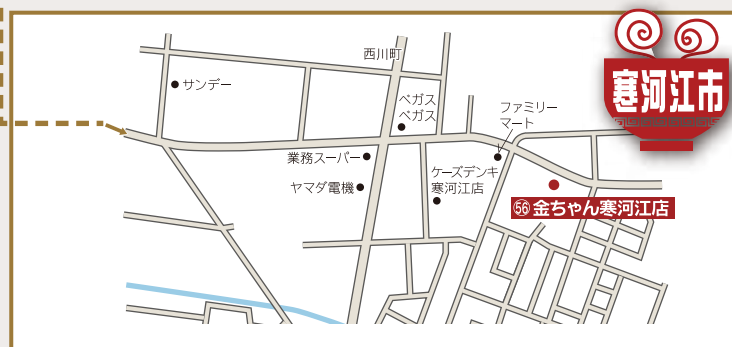 寒河江市
西川町
サンデー
ベガス
ベガス
ファミリー
マート
業務スーパー
ケーズデンキ
寒河江店
ヤマダ電機
56 金ちゃん寒河江店